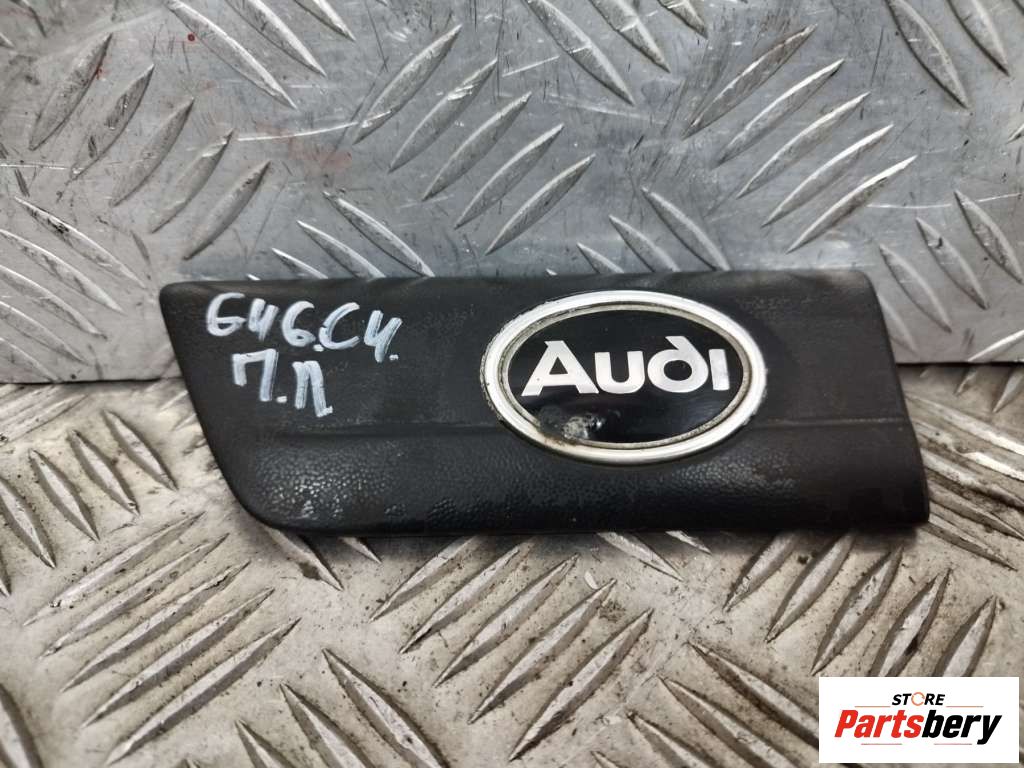 646.C4.
П.Л
Audi
STORE
Partsbery